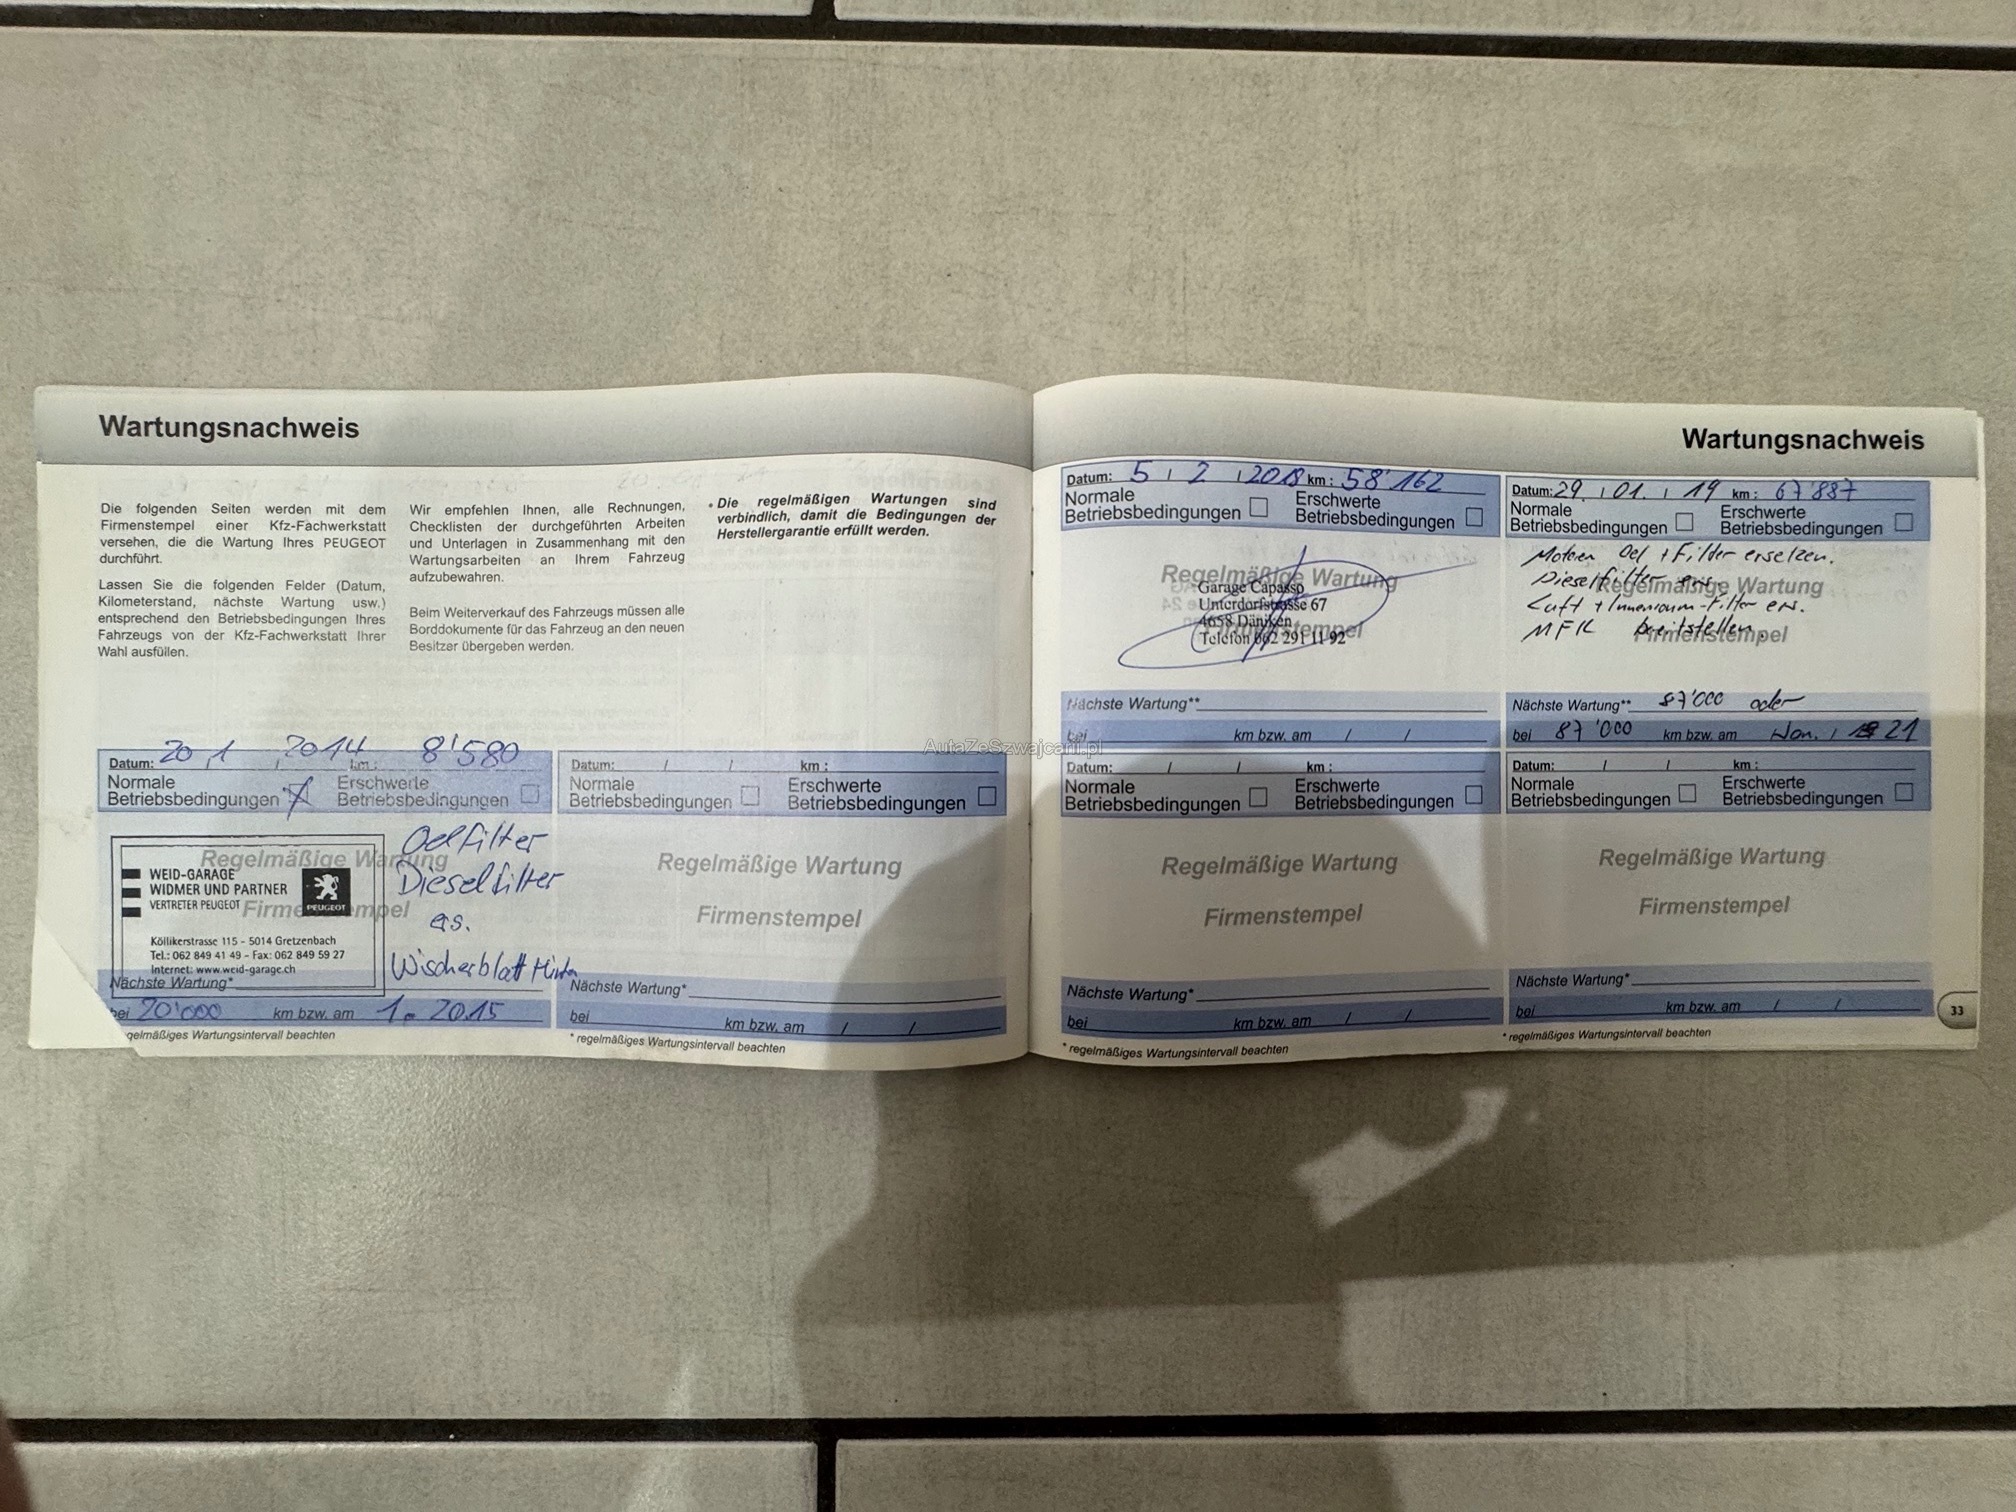 Wartungsnachweis
Die folgenden Seiten werden mit dem
Firmenstempel einer Kfz-Fachwerkstatt
versehen, die die Wartung Ihres PEUGEOT
durchführt.
Lassen Sie die folgenden Felder (Datum,
Kilometerstand, nächste Wartung usw.)
entsprechend den Betriebsbedingungen Ihres
Fahrzeugs von der Kfz-Fachwerkstatt Ihrer
Wahl ausfüllen.
Wir empfehlen Ihnen, alle Rechnungen,
Checklisten der durchgeführten Arbeiten
und Unterlagen in Zusammenhang mit den
Wartungsarbeiten an Ihrem Fahrzeug
aufzubewahren.
Beim Weiterverkauf des Fahrzeugs müssen alle
Borddokumente für das Fahrzeug an den neuen
Besitzer übergeben werden.
• Die regelmäßigen Wartungen sind
verbindlich, damit die Bedingungen der
Herstellergarantie erfüllt werden.
Datum: 20 , 1 , 2014 km : 8'580
Normale Betriebsbedingungen
Erschwerte Betriebsbedingungen
Regelmäßige Wartung
Firmenstempel
WEID-GARAGE
WIDMER UND PARTNER
VERTRETER PEUGEOT
PEUGEOT
Köllikerstrasse 115 - 5014 Gretzenbach
Tel.: 062 849 41 49 - Fax: 062 849 59 27
Internet: www.weid-garage.ch
Oelfilter
Dieselfilter
ers.
Wischerblatt Hinten
Nächste Wartung*
bei 20'000 km bzw. am 1. 2015
gelmäßiges Wartungsintervall beachten
Datum: / / km :
Normale Betriebsbedingungen
Erschwerte Betriebsbedingungen
Regelmäßige Wartung
Firmenstempel
Nächste Wartung*
bei km bzw. am / /
* regelmäßiges Wartungsintervall beachten
Wartungsnachweis
Datum: 5 / 2 / 2018 km : 58'162
Normale Betriebsbedingungen
Erschwerte Betriebsbedingungen
Regelmäßige Wartung
Firmenstempel
Garage Capasso
Unterdorfstrasse 67
4658 Däniken
Telefon 062 291 11 92
Nächste Wartung**
bei km bzw. am / /
Datum: 29. / 01. / 19 km : 67'887
Normale Betriebsbedingungen
Erschwerte Betriebsbedingungen
Regelmäßige Wartung
Firmenstempel
Motoen Oel + Filter ersetzen.
Dieselfilter ers.
Luft + Innenraum-Filter ers.
MFK bereitstellen.
Nächste Wartung** 87'000 oder
bei 87'000 km bzw. am / 21
Datum: / / km :
Normale Betriebsbedingungen
Erschwerte Betriebsbedingungen
Regelmäßige Wartung
Firmenstempel
Nächste Wartung*
bei km bzw. am / /
* regelmäßiges Wartungsintervall beachten
Datum: / / km :
Normale Betriebsbedingungen
Erschwerte Betriebsbedingungen
Regelmäßige Wartung
Firmenstempel
Nächste Wartung*
bei km bzw. am / /
* regelmäßiges Wartungsintervall beachten
33
AutaZeSzwajcarii.pl